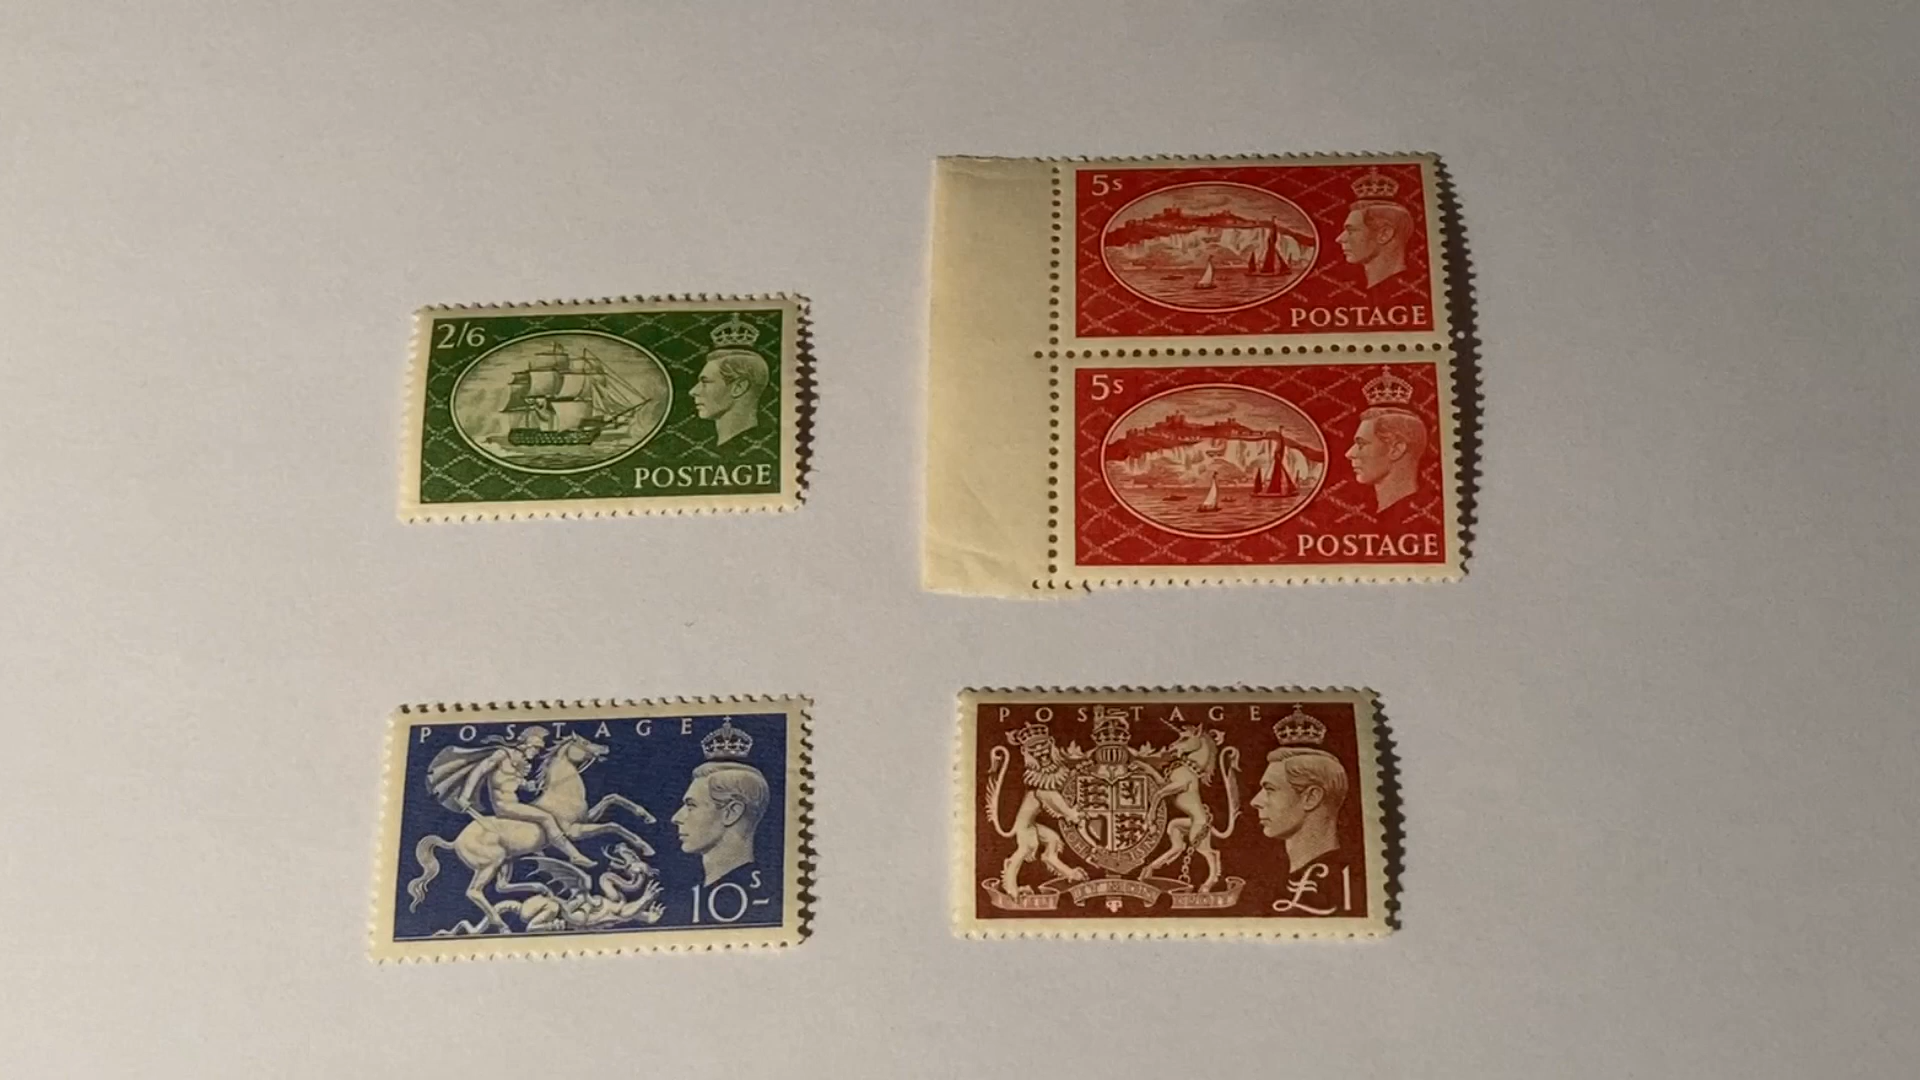 2/6
POSTAGE
5s
POSTAGE
5s
POSTAGE
POSTAGE
10s-
POSTAGE
£1